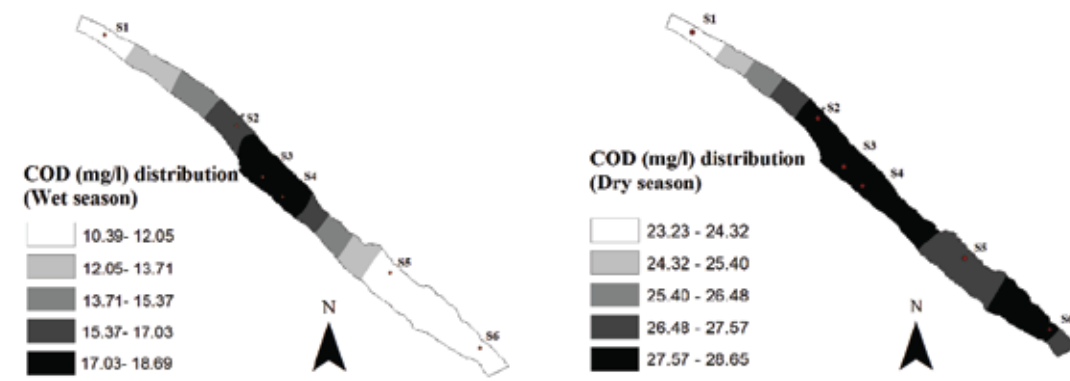 S1
S2
S3
S4
COD (mg/l) distribution
(Wet season)
10.39- 12.05
12.05- 13.71
13.71- 15.37
15.37- 17.03
17.03- 18.69
S5
N
S6
S1
S2
S3
S4
COD (mg/l) distribution
(Dry season)
23.23 - 24.32
24.32 - 25.40
25.40 - 26.48
26.48 - 27.57
27.57 - 28.65
S5
N
S6